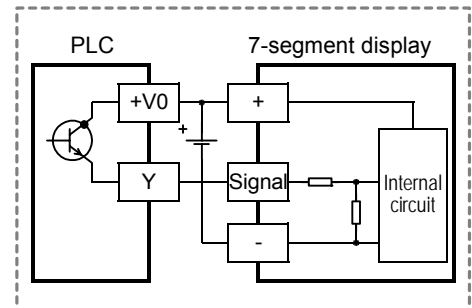 PLC
7-segment display
+V0
+
+
Y
Signal
-
Internal
circuit